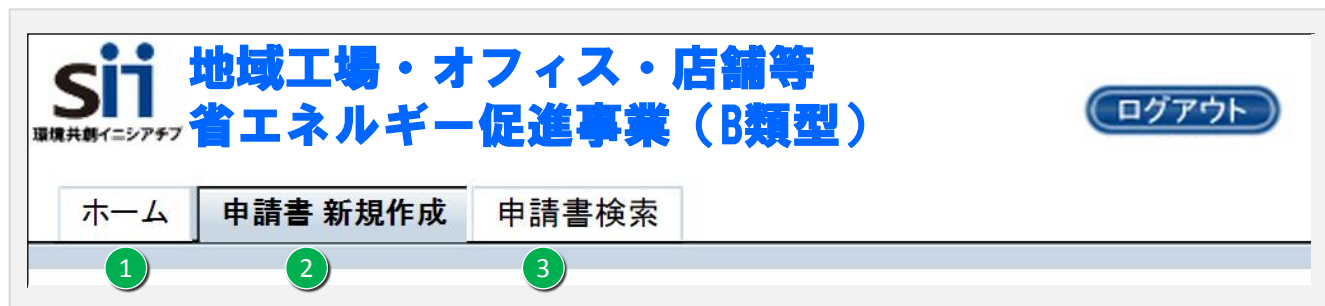 sii
環境共創イニシアチブ
地域工場・オフィス・店舗等
省エネルギー促進事業（B類型）
ログアウト
ホーム 申請書 新規作成 申請書検索
1 2 3